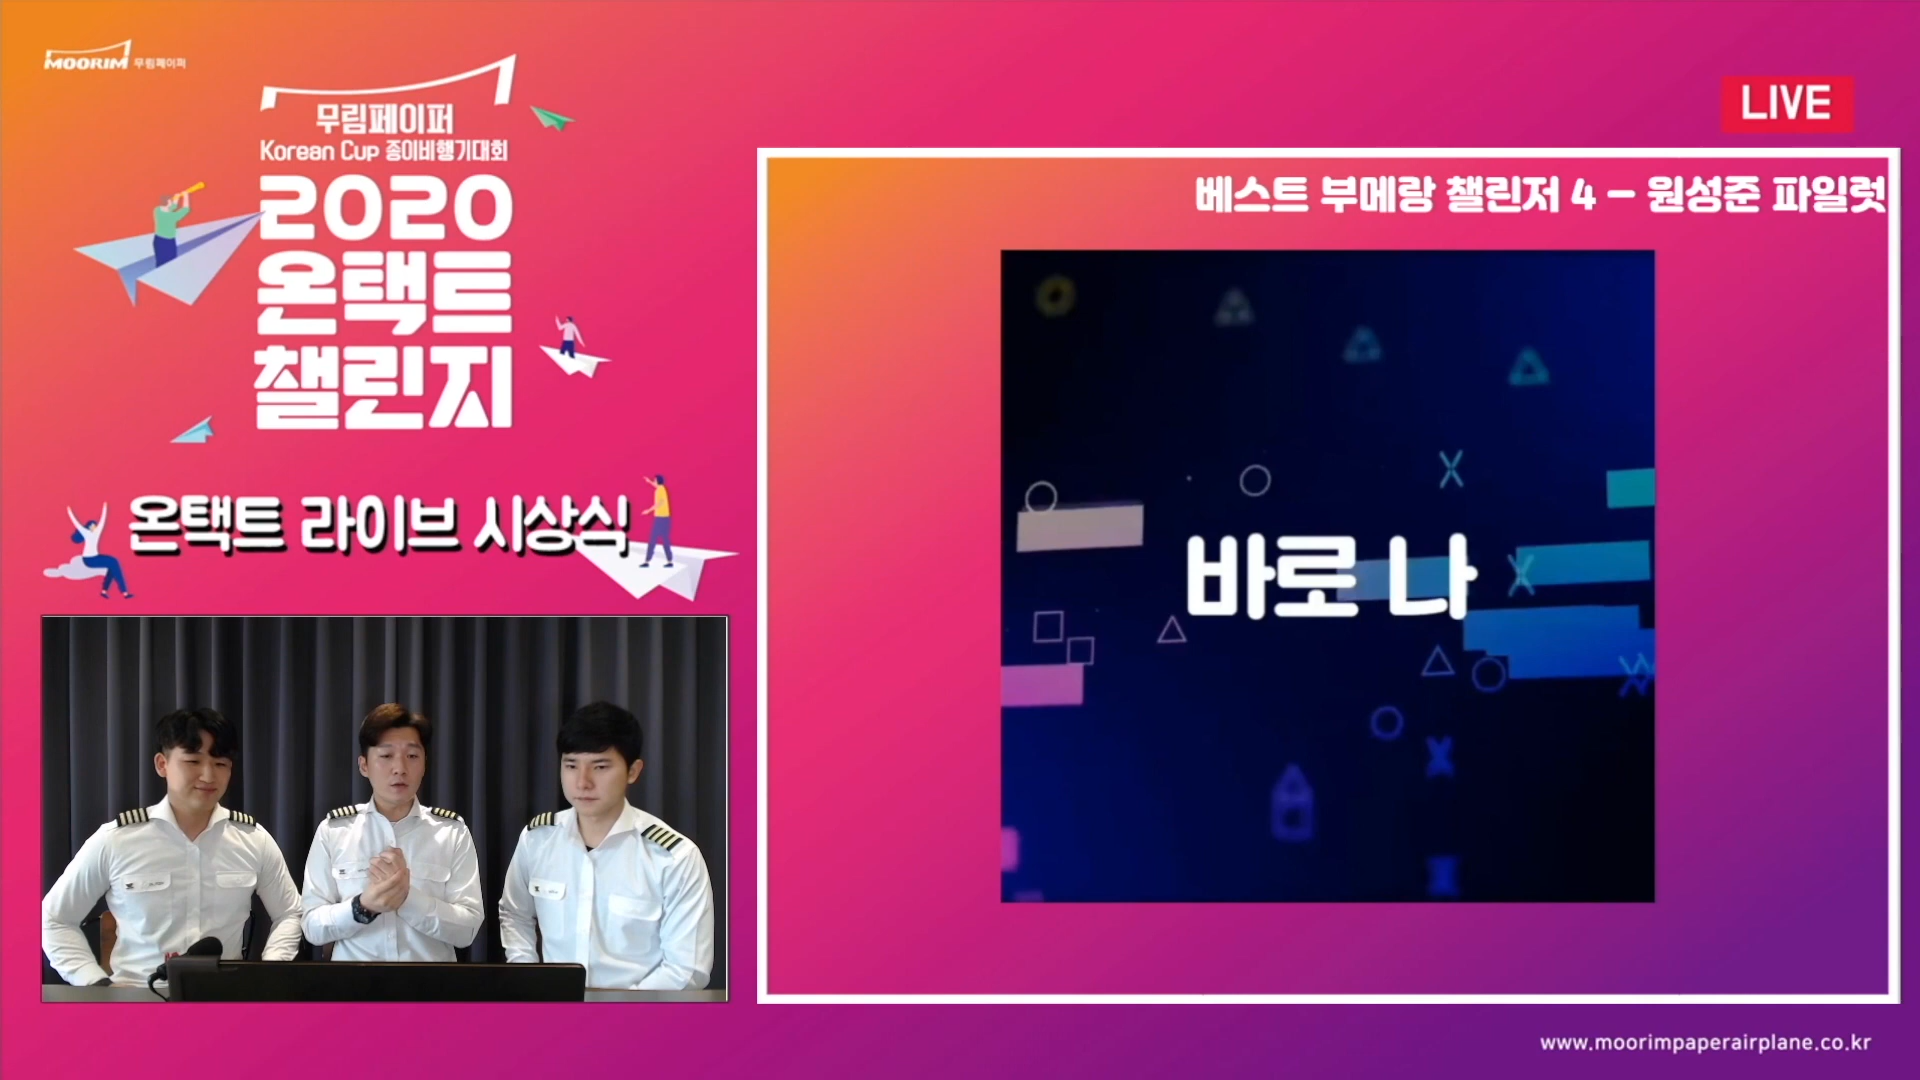 MOORIM 무림페이퍼
무림페이퍼
Korean Cup 종이비행기대회
2020
온택트
챌린지
온택트 라이브 시상식
LIVE
베스트 부메랑 챌린저 4 – 원성준 파일럿
바로 나
www.moorimpaperairplane.co.kr